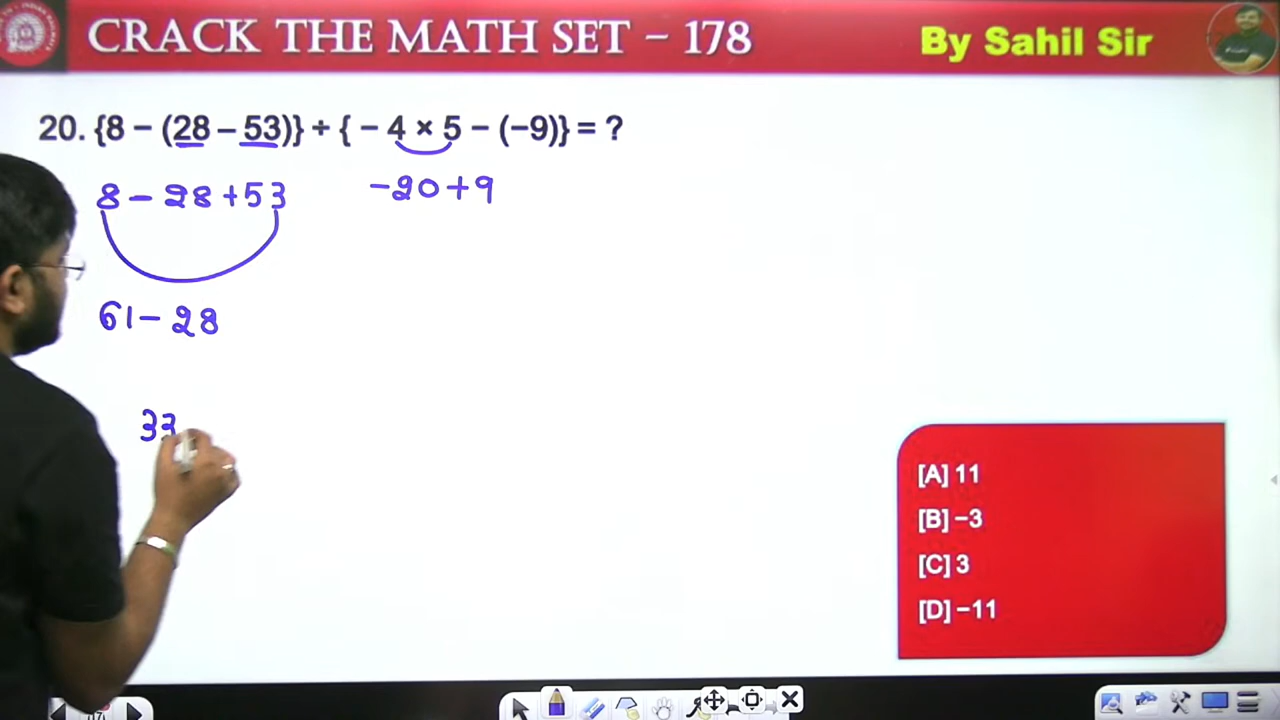 CRACK THE MATH SET – 178
By Sahil Sir
20. {8 – (28 – 53)} + { – 4 × 5 – (–9)} = ?
8 – 28 + 53
-20+9
61 – 28
33
[A] 11
[B] –3
[C] 3
[D] –11